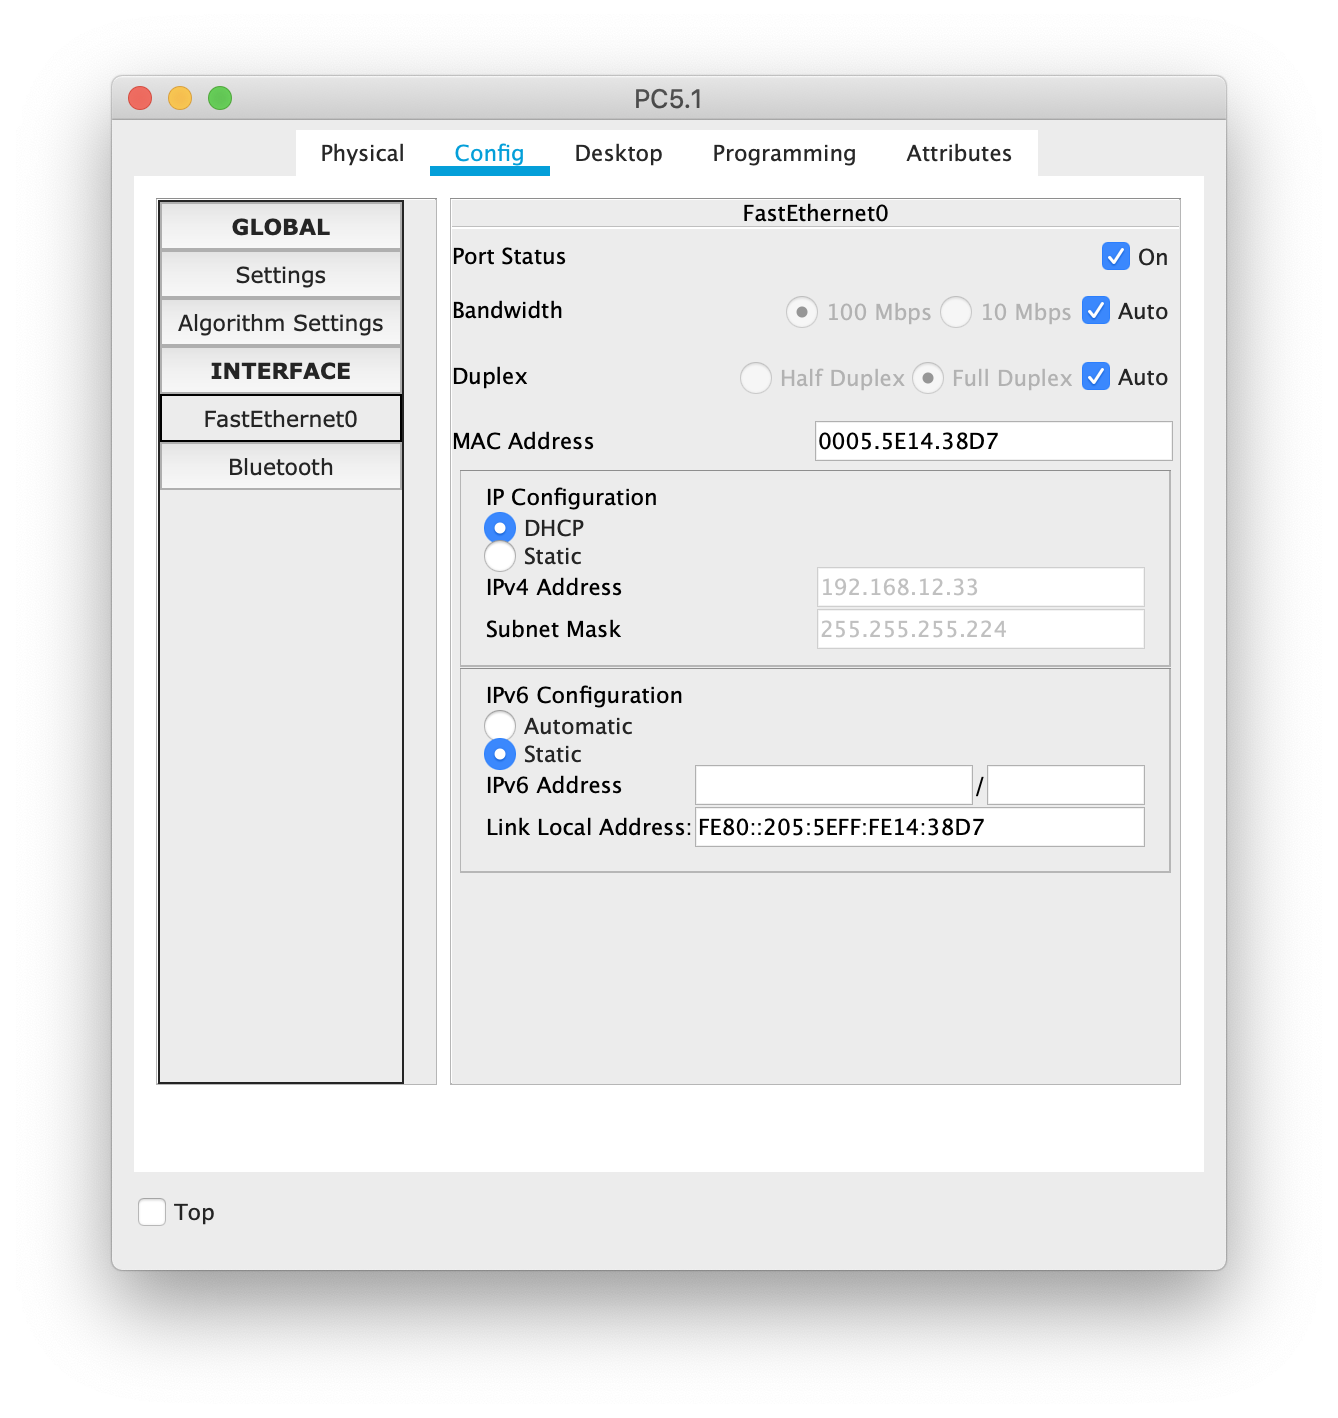 PC5.1
Physical Config Desktop Programming Attributes
GLOBAL
Settings
Algorithm Settings
INTERFACE
FastEthernet0
Bluetooth
FastEthernet0
Port Status On
Bandwidth 100 Mbps 10 Mbps Auto
Duplex Half Duplex Full Duplex Auto
MAC Address 0005.5E14.38D7
IP Configuration
DHCP
Static
IPv4 Address 192.168.12.33
Subnet Mask 255.255.255.224
IPv6 Configuration
Automatic
Static
IPv6 Address /
Link Local Address: FE80::205:5EFF:FE14:38D7
Top